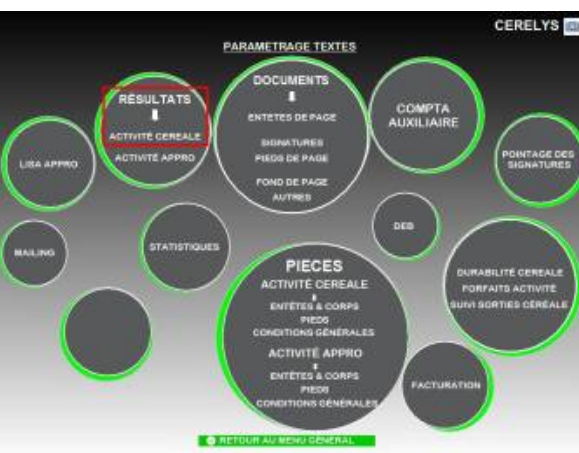 CERELYS
PARAMETRAGE TEXTES
RÉSULTATS
ACTIVITÉ CEREALE
ACTIVITÉ APPRO
DOCUMENTS
ENTETES DE PAGE
SIGNATURES
PIEDS DE PAGE
FOND DE PAGE
AUTRES
COMPTA
AUXILIAIRE
LISA APPRO
POINTAGE DES
SIGNATURES
MAILING
STATISTIQUES
DEB
PIECES
ACTIVITÉ CEREALE
ENTÊTES & CORPS
PIEDS
CONDITIONS GÉNÉRALES
ACTIVITÉ APPRO
ENTÊTES & CORPS
PIEDS
CONDITIONS GÉNÉRALES
DURABILITÉ CEREALE
FORFAITS ACTIVITÉ
SUIVI SORTIES CÉRÉALE
FACTURATION
RETOUR AU MENU GÉNÉRAL